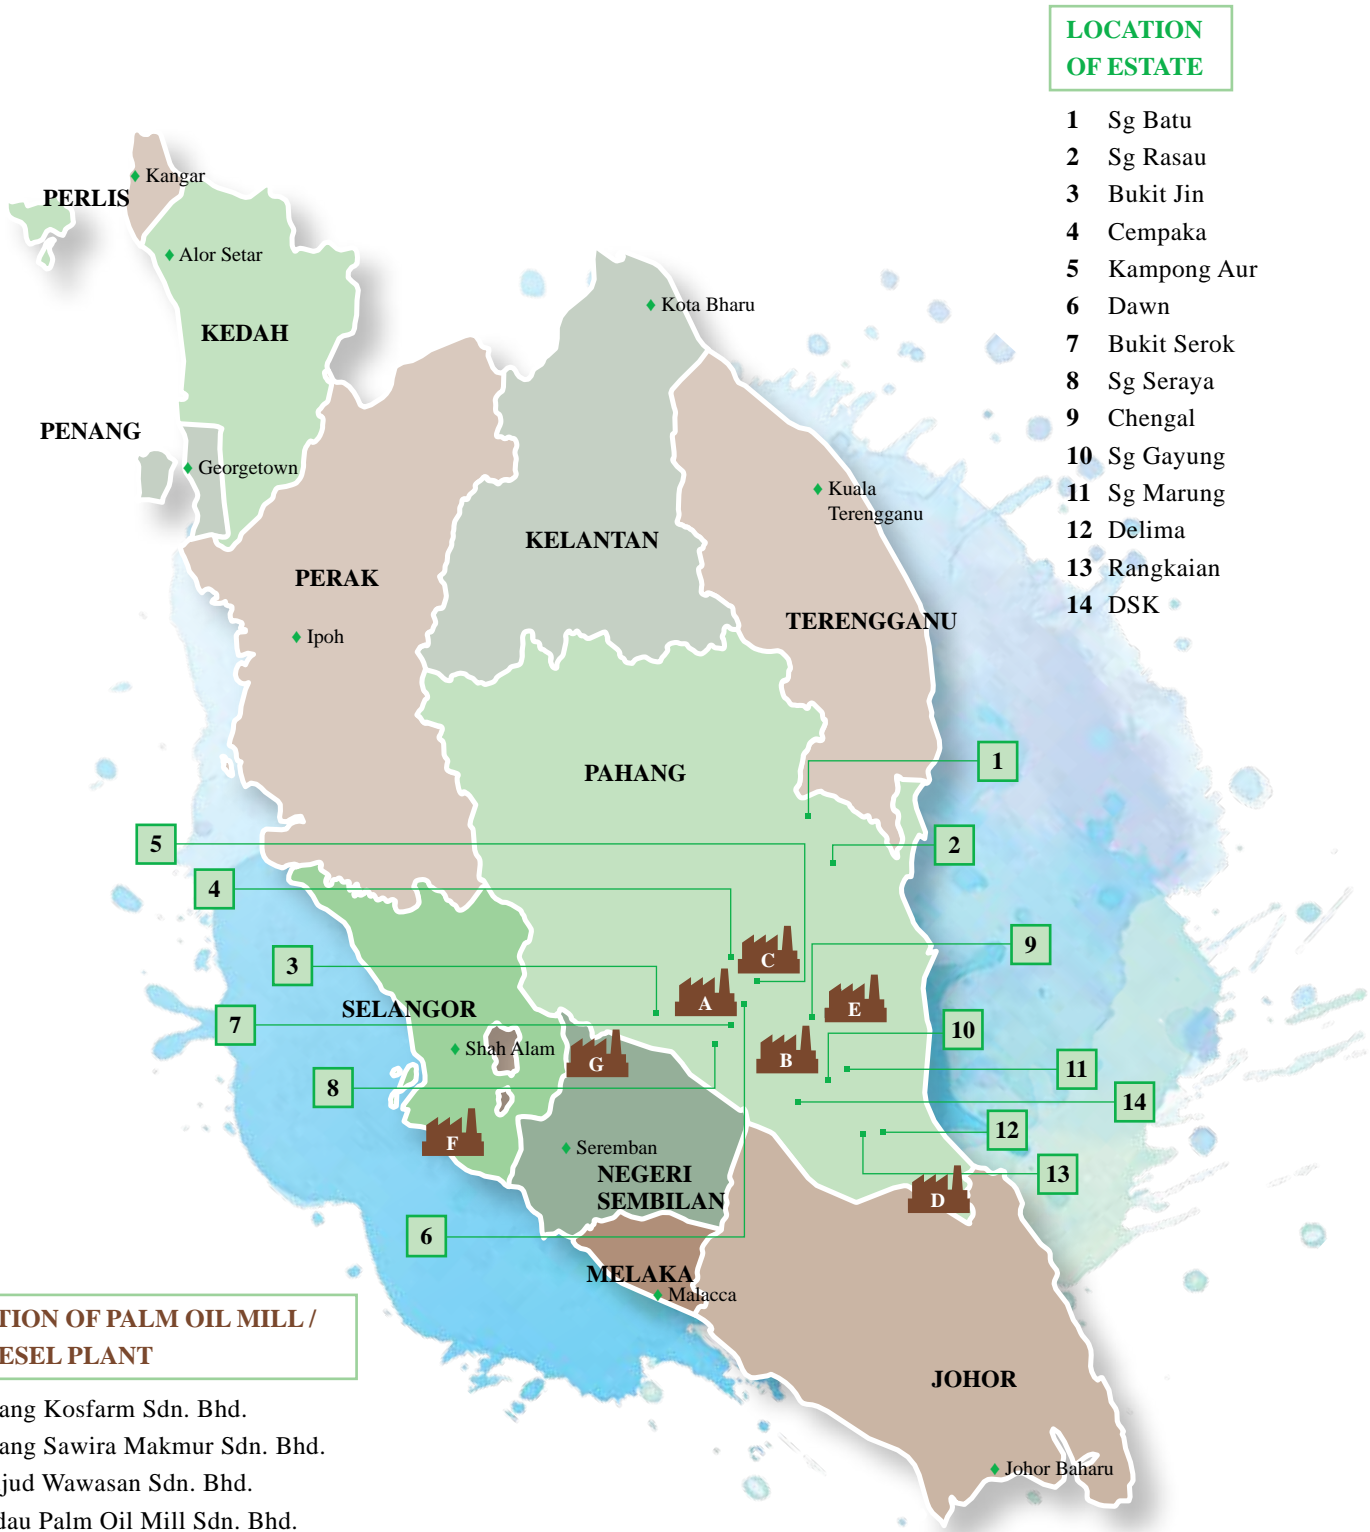 LOCATION
OF ESTATE
1 Sg Batu
2 Sg Rasau
3 Bukit Jin
4 Cempaka
5 Kampong Aur
6 Dawn
7 Bukit Serok
8 Sg Seraya
9 Chengal
10 Sg Gayung
11 Sg Marung
12 Delima
13 Rangkaian
14 DSK
Kangar
PERLIS
Alor Setar
KEDAH
Kota Bharu
PENANG
Georgetown
Kuala
Terengganu
KELANTAN
PERAK
TERENGGANU
Ipoh
PAHANG
1
5
2
4
C
9
3
A
E
SELANGOR
7
10
Shah Alam
G
B
11
8
14
F
12
Seremban
NEGERI
SEMBILAN
13
D
6
MELAKA
Malacca
JOHOR
Johor Baharu
TION OF PALM OIL MILL /
ESEL PLANT
ang Kosfarm Sdn. Bhd.
ang Sawira Makmur Sdn. Bhd.
jud Wawasan Sdn. Bhd.
dau Palm Oil Mill Sdn. Bhd.